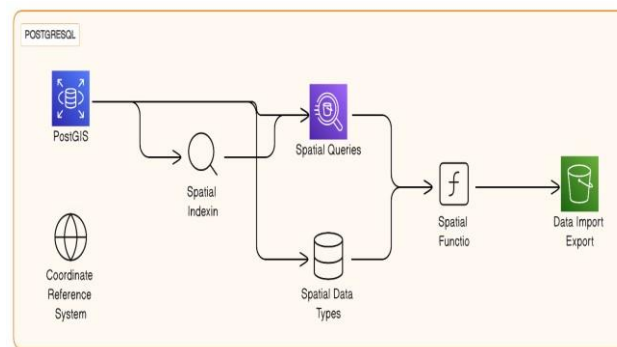 POSTGRESQL
PostGIS
Spatial Queries
Spatial
Indexin
Spatial
Functio
Data Import
Export
Coordinate
Reference
System
Spatial Data
Types